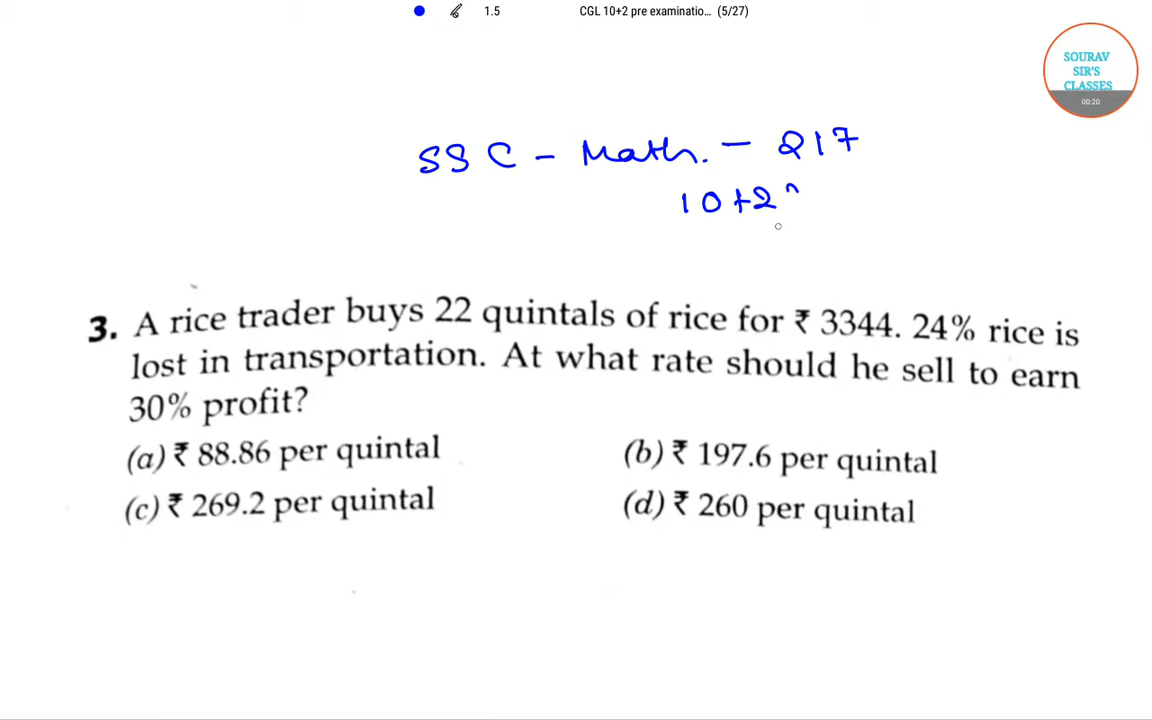 1.5 CGL 10+2 pre examinatio... (5/27)
SOURAV
SIR'S
CLASSES
00:20
SSC - Math. - 217
10+2
3. A rice trader buys 22 quintals of rice for ₹ 3344. 24% rice is
lost in transportation. At what rate should he sell to earn
30% profit?
(a) ₹ 88.86 per quintal (b) ₹ 197.6 per quintal
(c) ₹ 269.2 per quintal (d) ₹ 260 per quintal